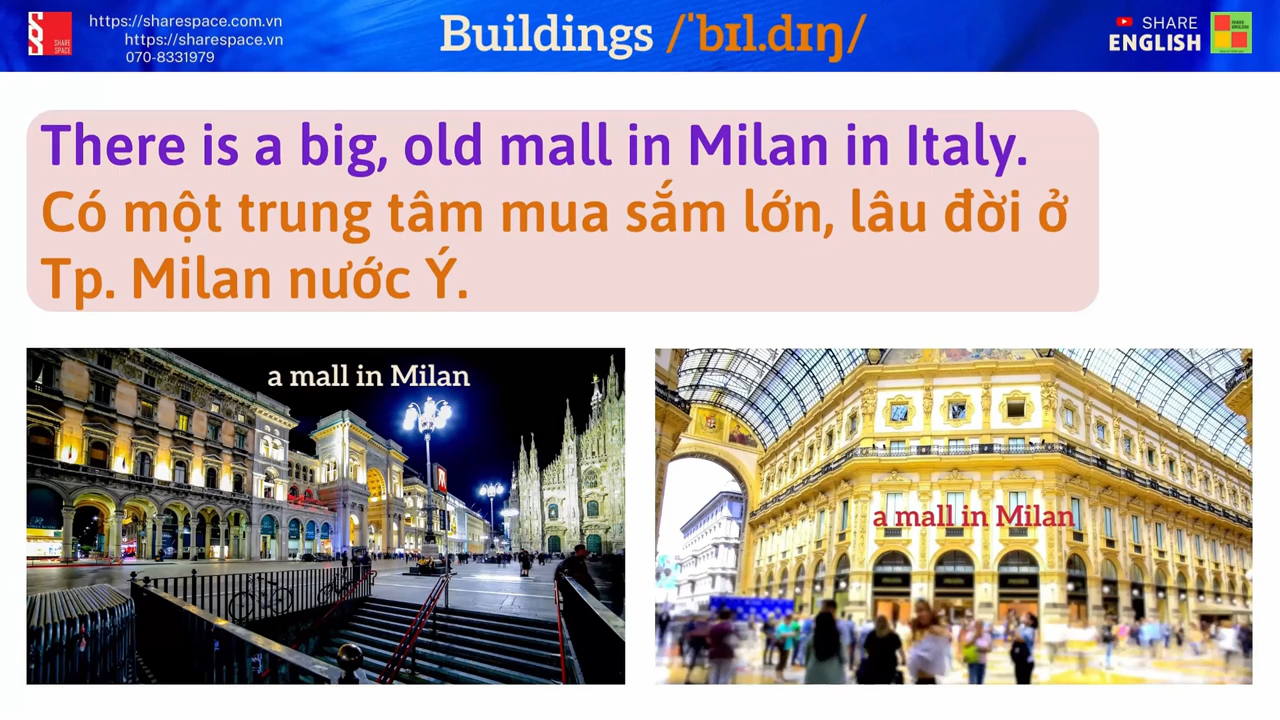 https://sharespace.com.vn
https://sharespace.vn
070-8331979
SHARE
SPACE
Buildings /ˈbɪl.dɪŋ/
SHARE
ENGLISH
There is a big, old mall in Milan in Italy.
Có một trung tâm mua sắm lớn, lâu đời ở
Tp. Milan nước Ý.
a mall in Milan
a mall in Milan